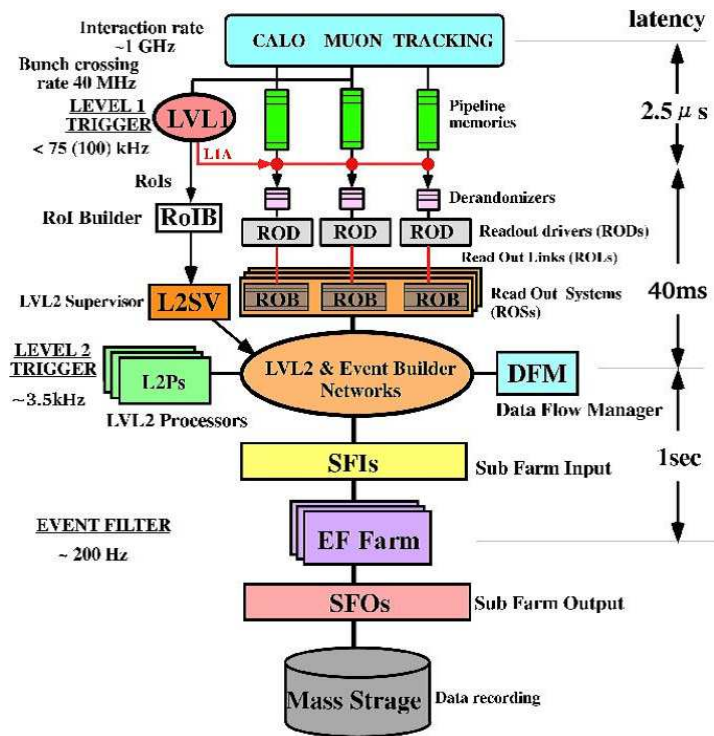 latency
Interaction rate
~1 GHz
CALO MUON TRACKING
Bunch crossing
rate 40 MHz
LEVEL 1
TRIGGER
LVL1
< 75 (100) kHz
L1A
Pipeline
memories
2.5 μs
RoIs
Derandomizers
RoI Builder
RoIB
ROD
ROD
ROD
Readout drivers (RODs)
Read Out Links (ROLs)
LVL2 Supervisor
L2SV
ROB
ROB
ROB
Read Out Systems
(ROSs)
40ms
LEVEL 2
TRIGGER
~3.5kHz
L2Ps
LVL2 Processors
LVL2 & Event Builder
Networks
DFM
Data Flow Manager
SFIs
Sub Farm Input
1sec
EVENT FILTER
~ 200 Hz
EF Farm
SFOs
Sub Farm Output
Mass Strage
Data recording